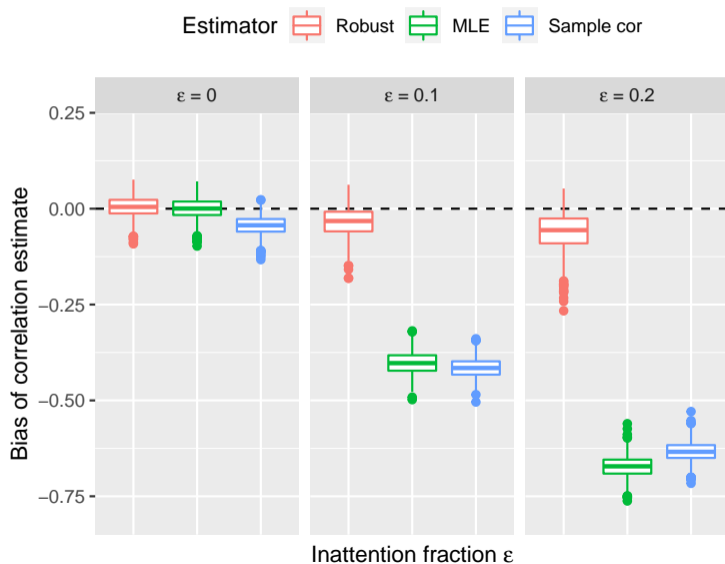 Estimator Robust MLE Sample cor
ε = 0 ε = 0.1 ε = 0.2
0.25
0.00
−0.25
−0.50
−0.75
Bias of correlation estimate
Inattention fraction ε